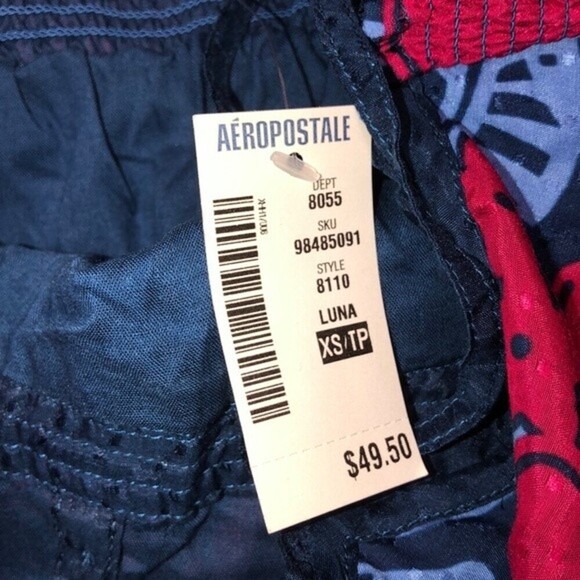 AÉROPOSTALE
DEPT
8055
SKU
98485091
STYLE
8110
LUNA
XS/TP
$49.50